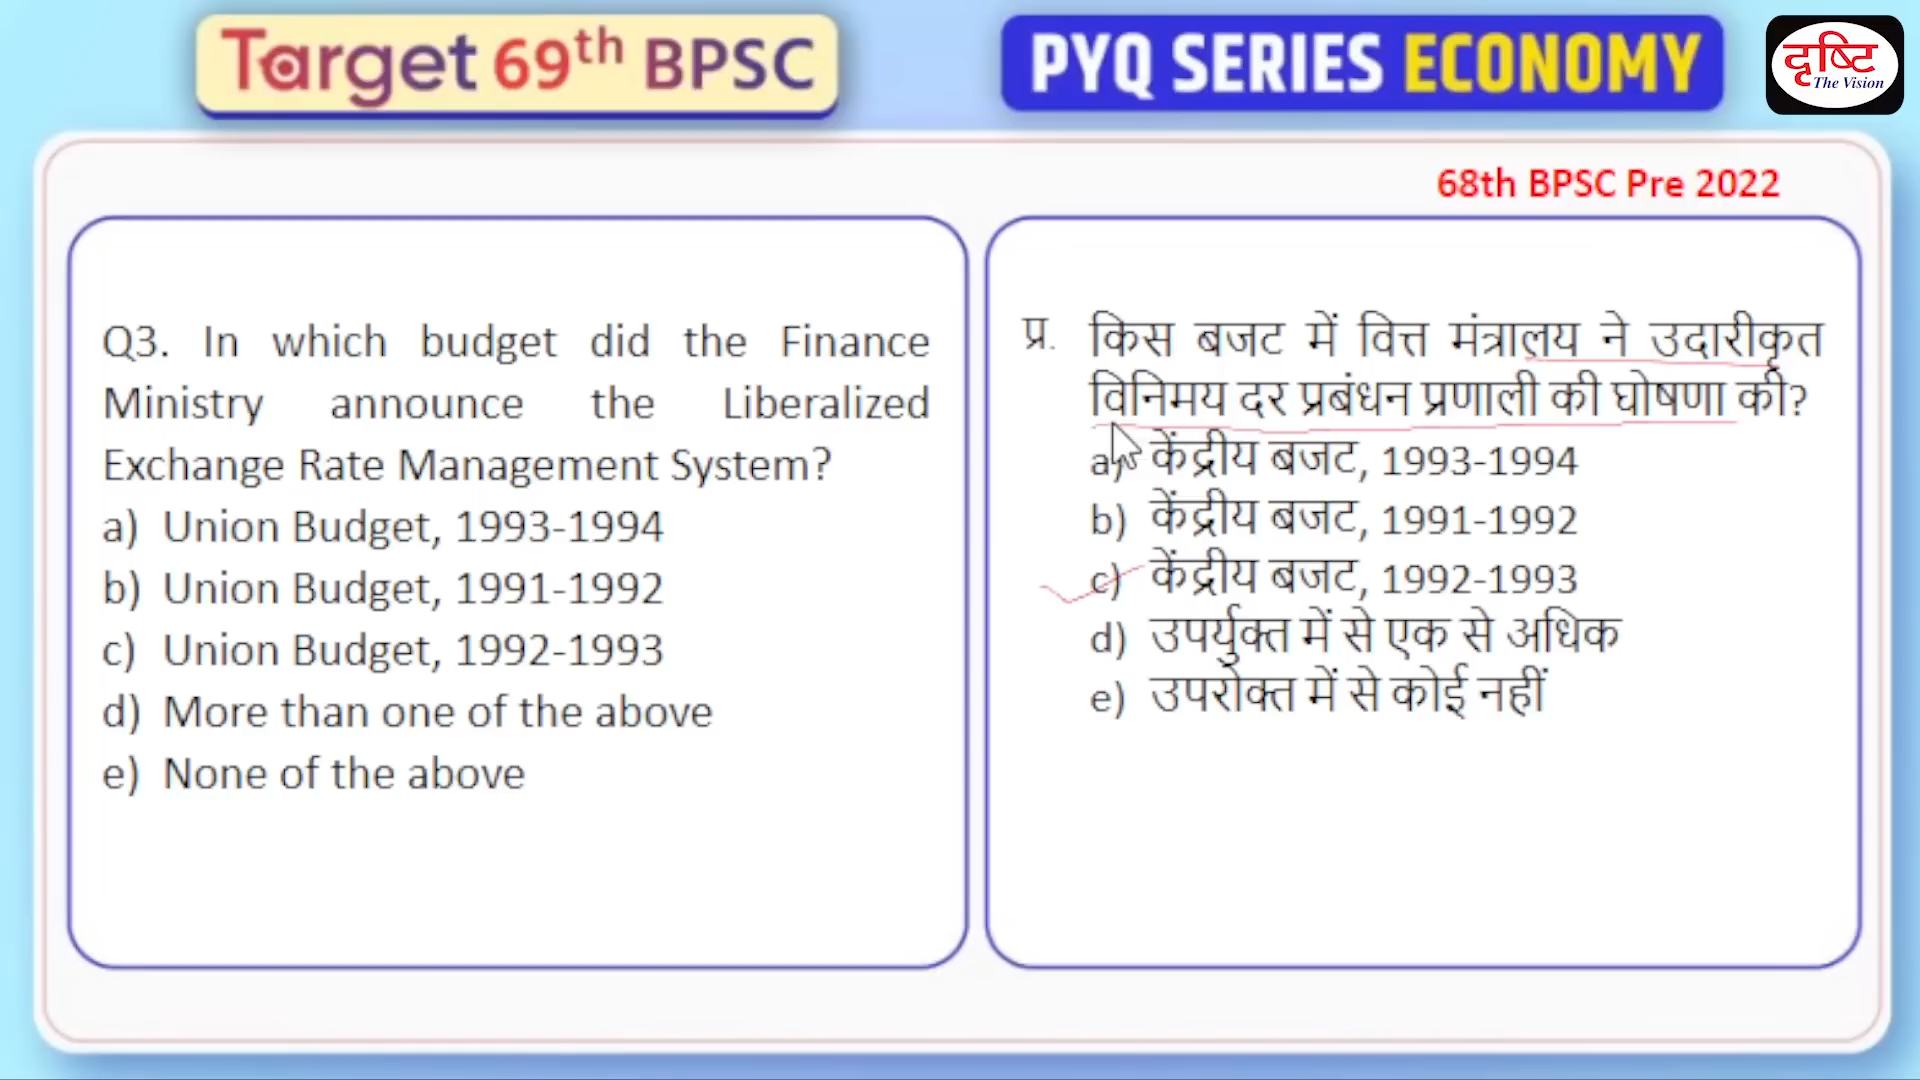 Target 69th BPSC
PYQ SERIES ECONOMY
दृष्टि
The Vision
68th BPSC Pre 2022
Q3. In which budget did the Finance
Ministry announce the Liberalized
Exchange Rate Management System?
a) Union Budget, 1993-1994
b) Union Budget, 1991-1992
c) Union Budget, 1992-1993
d) More than one of the above
e) None of the above
प्र. किस बजट में वित्त मंत्रालय ने उदारीकृत
विनिमय दर प्रबंधन प्रणाली की घोषणा की?
a) केंद्रीय बजट, 1993-1994
b) केंद्रीय बजट, 1991-1992
c) केंद्रीय बजट, 1992-1993
d) उपर्युक्त में से एक से अधिक
e) उपरोक्त में से कोई नहीं